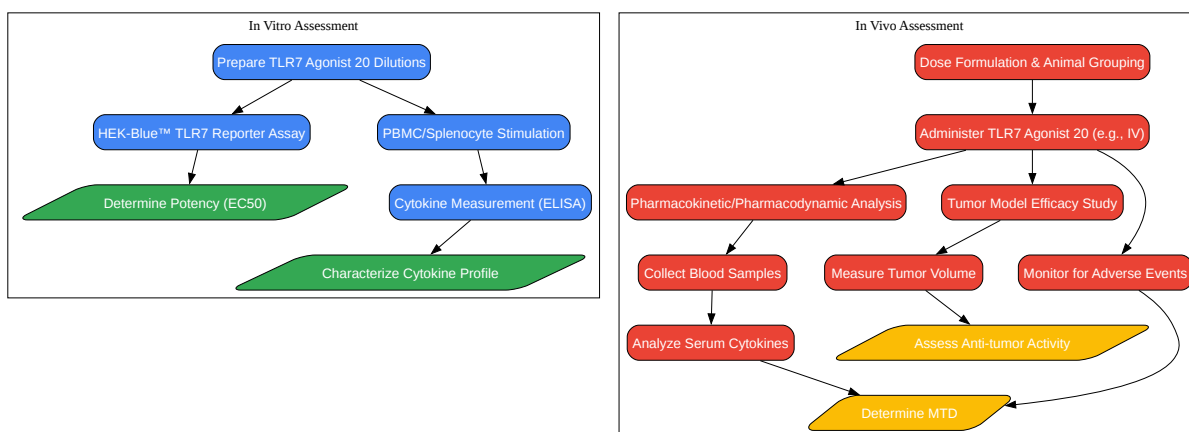 In Vitro Assessment
Prepare TLR7 Agonist 20 Dilutions
HEK-Blue™ TLR7 Reporter Assay
PBMC/Splenocyte Stimulation
Determine Potency (EC50)
Cytokine Measurement (ELISA)
Characterize Cytokine Profile
In Vivo Assessment
Dose Formulation & Animal Grouping
Administer TLR7 Agonist 20 (e.g., IV)
Pharmacokinetic/Pharmacodynamic Analysis
Tumor Model Efficacy Study
Collect Blood Samples
Measure Tumor Volume
Monitor for Adverse Events
Analyze Serum Cytokines
Assess Anti-tumor Activity
Determine MTD